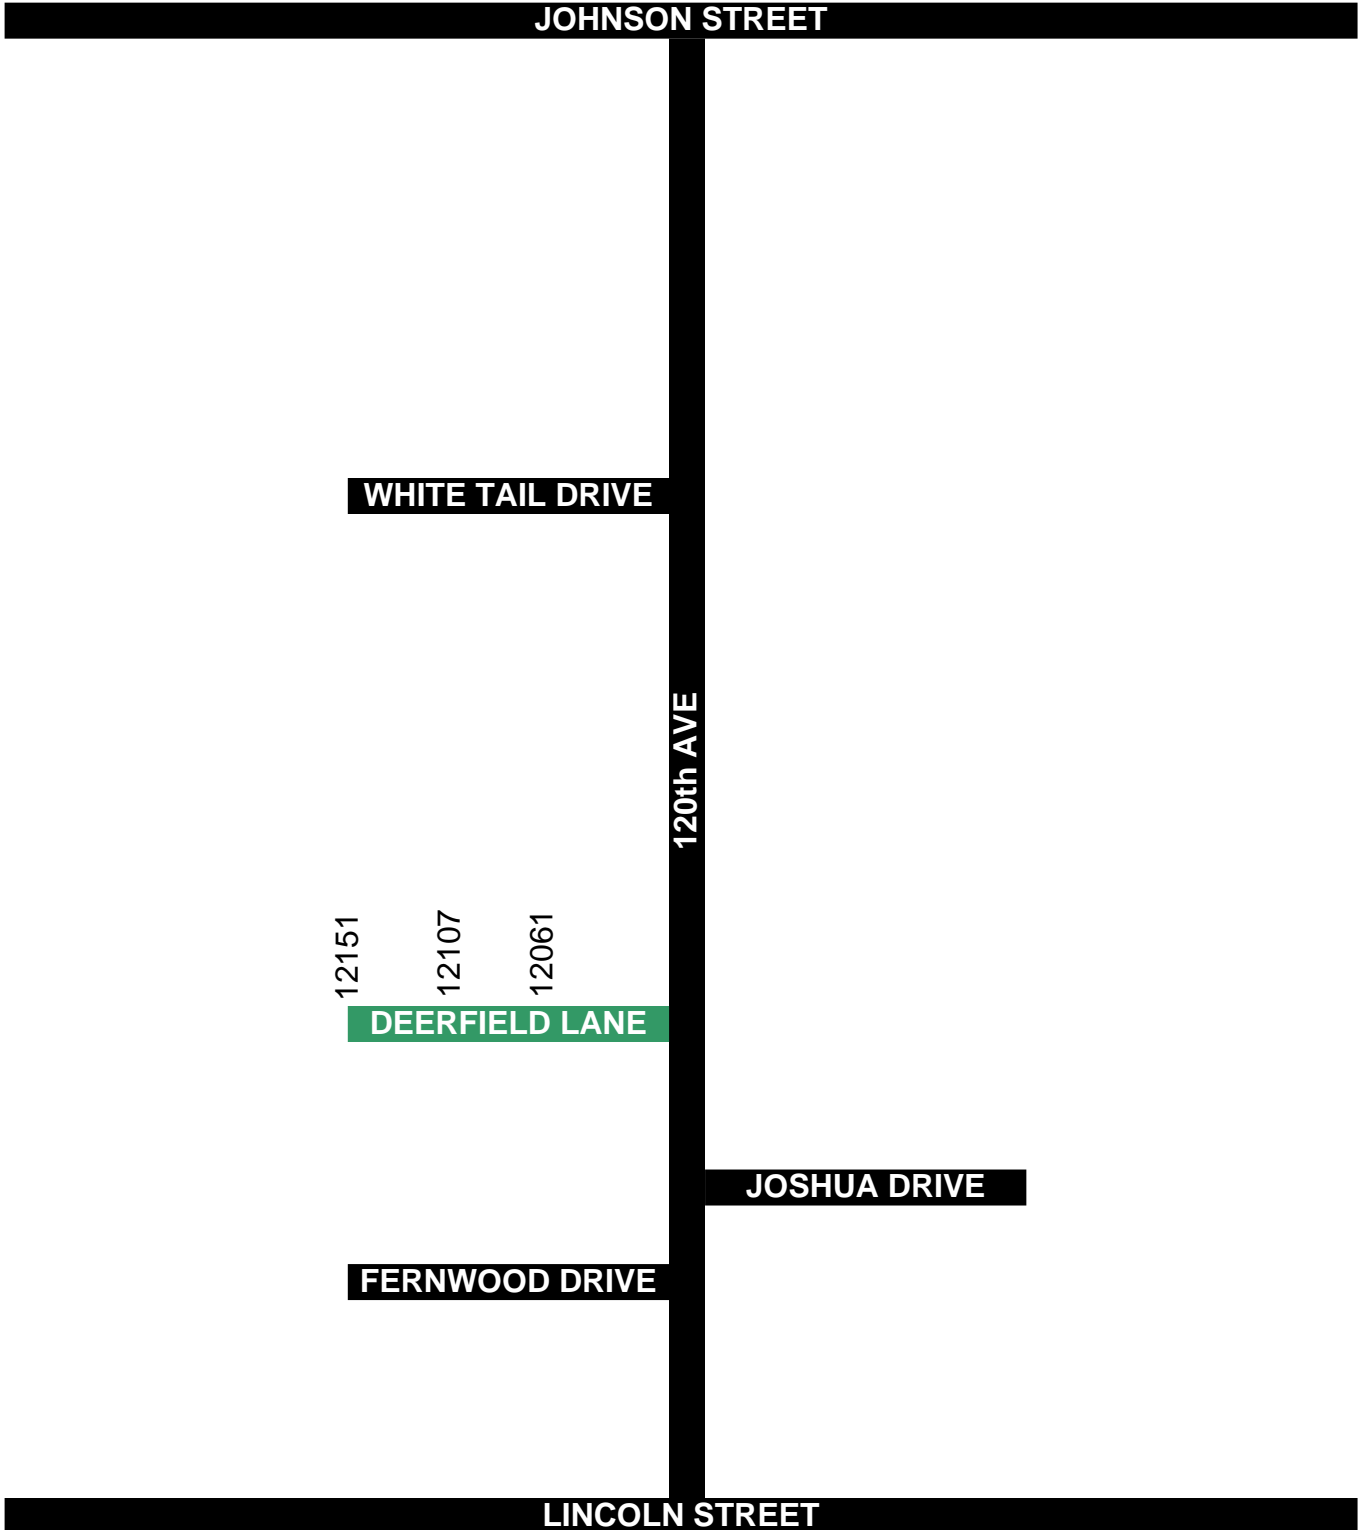 JOHNSON STREET
WHITE TAIL DRIVE
120th AVE
12151
12107
12061
DEERFIELD LANE
JOSHUA DRIVE
FERNWOOD DRIVE
LINCOLN STREET